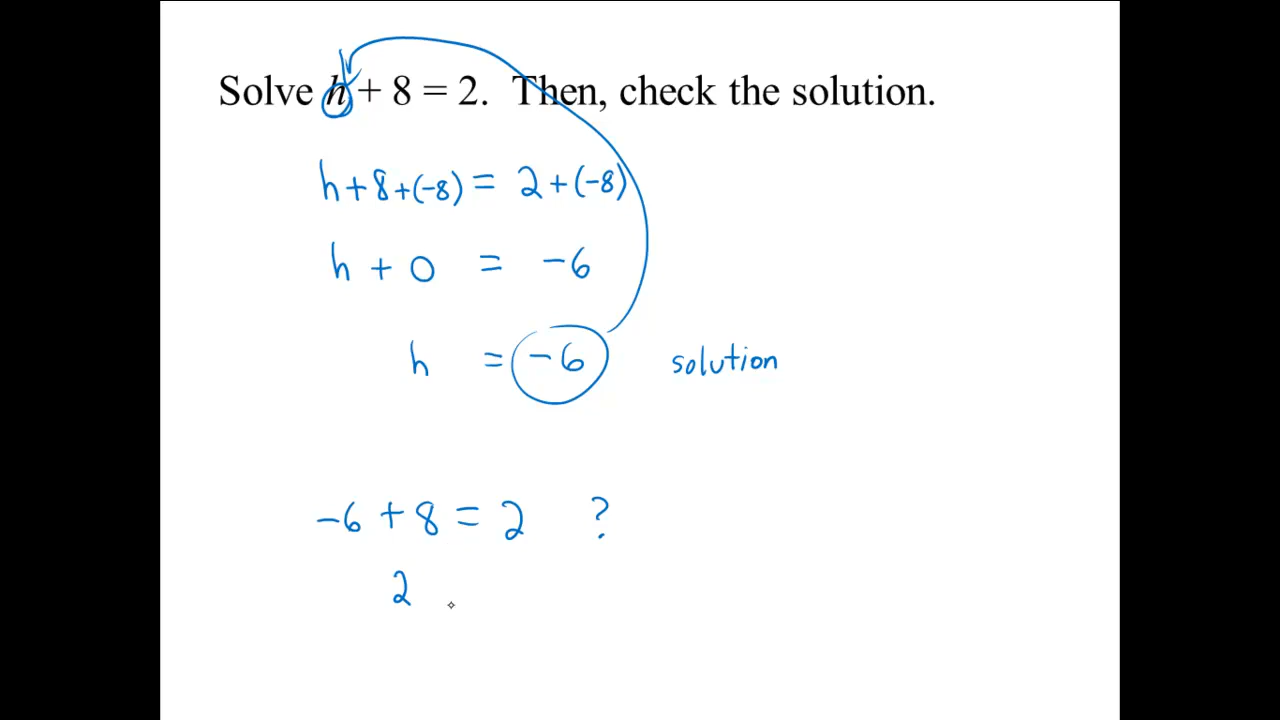 Solve h + 8 = 2. Then, check the solution.
h + 8 + (-8) = 2 + (-8)
h + 0 = -6
h = -6 solution
-6 + 8 = 2 ?
2